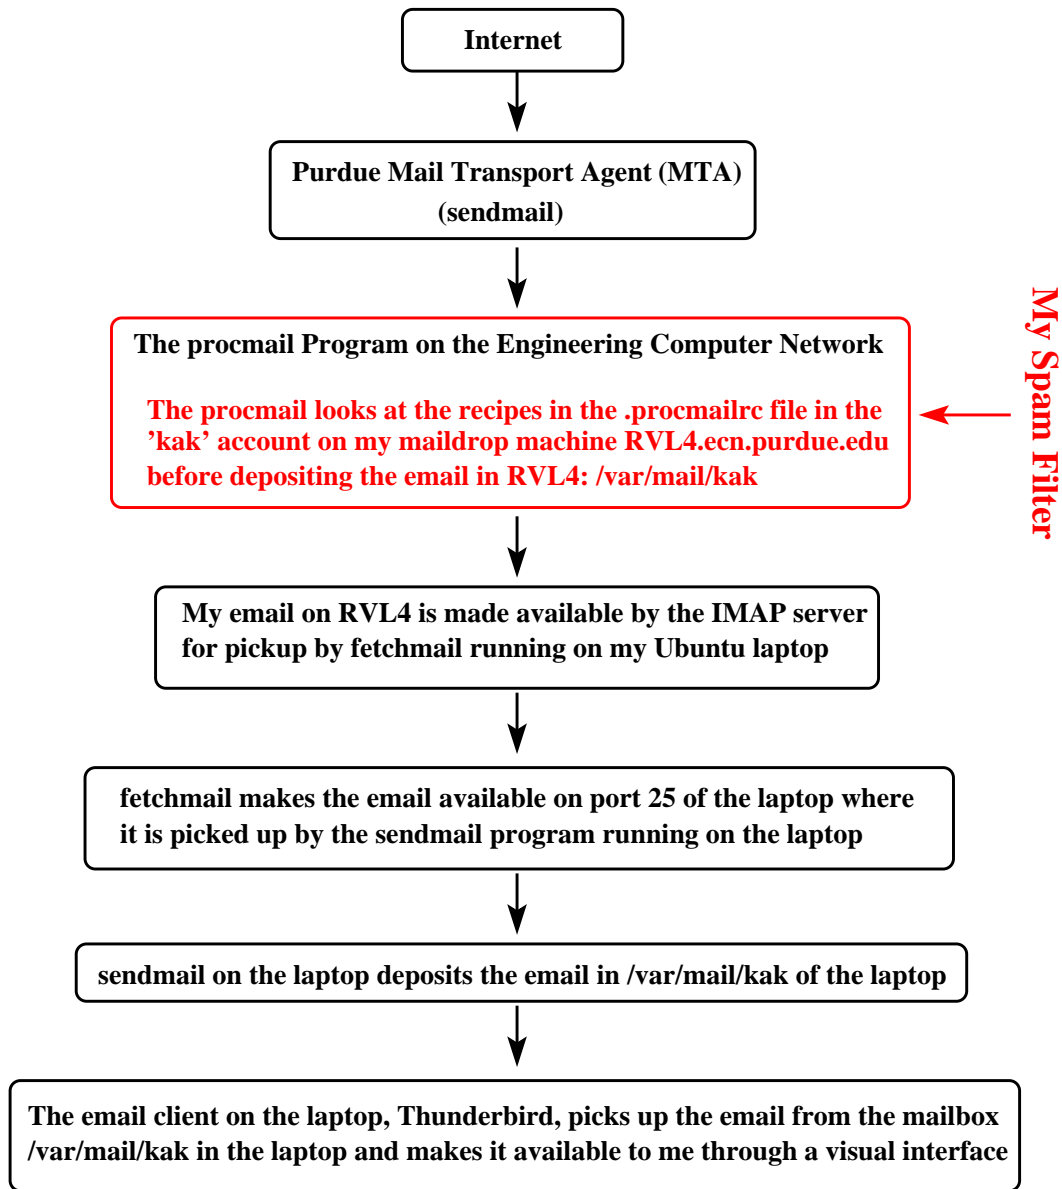 Internet
Purdue Mail Transport Agent (MTA)
(sendmail)
The procmail Program on the Engineering Computer Network
The procmail looks at the recipes in the .procmailrc file in the
’kak’ account on my maildrop machine RVL4.ecn.purdue.edu
before depositing the email in RVL4: /var/mail/kak
My Spam Filter
My email on RVL4 is made available by the IMAP server
for pickup by fetchmail running on my Ubuntu laptop
fetchmail makes the email available on port 25 of the laptop where
it is picked up by the sendmail program running on the laptop
sendmail on the laptop deposits the email in /var/mail/kak of the laptop
The email client on the laptop, Thunderbird, picks up the email from the mailbox
/var/mail/kak in the laptop and makes it available to me through a visual interface